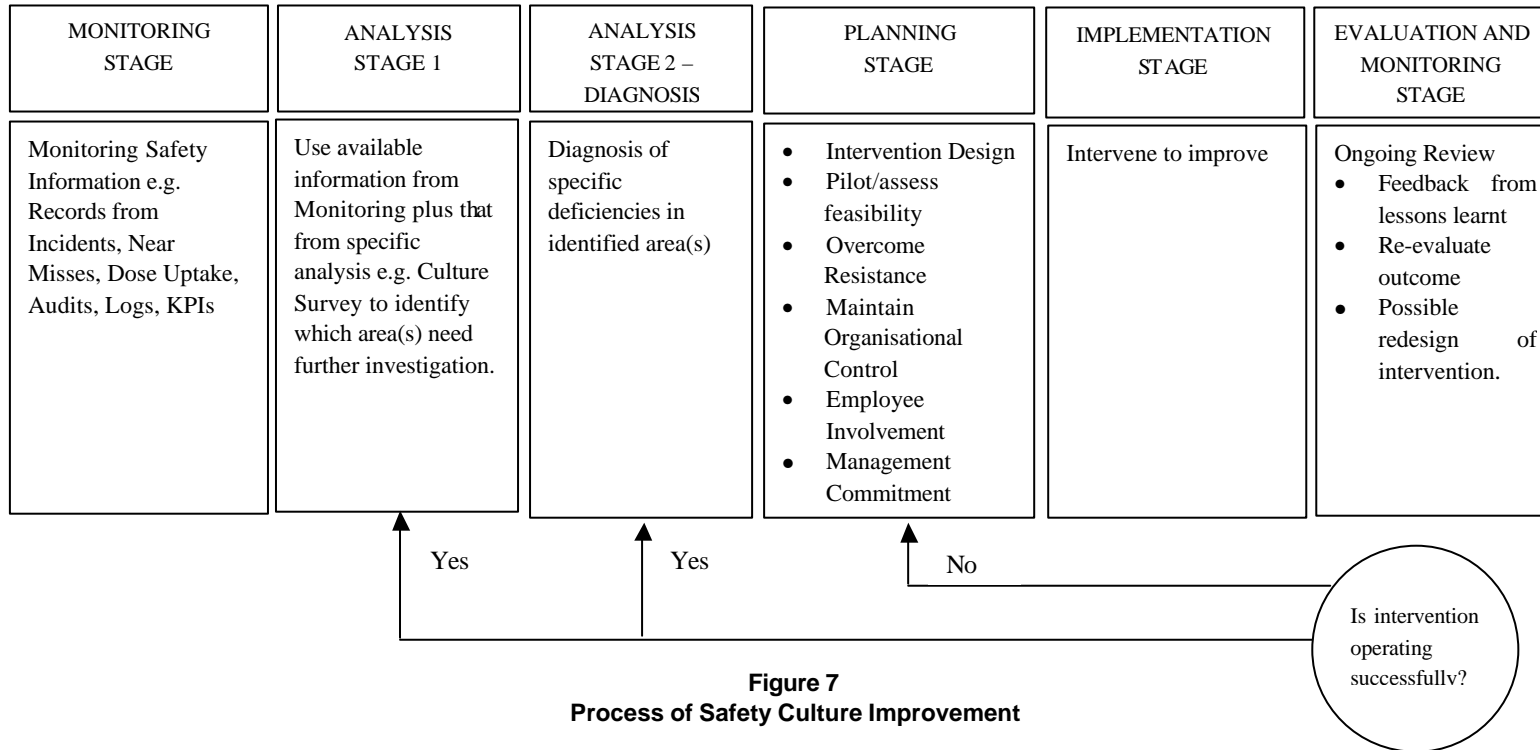 MONITORING
STAGE
ANALYSIS
STAGE 1
ANALYSIS
STAGE 2 –
DIAGNOSIS
PLANNING
STAGE
IMPLEMENTATION
STAGE
EVALUATION AND
MONITORING
STAGE
Monitoring Safety
Information e.g.
Records from
Incidents, Near
Misses, Dose Uptake,
Audits, Logs, KPIs
Use available
information from
Monitoring plus that
from specific
analysis e.g. Culture
Survey to identify
which area(s) need
further investigation.
Diagnosis of
specific
deficiencies in
identified area(s)
• Intervention Design
• Pilot/assess
feasibility
• Overcome
Resistance
• Maintain
Organisational
Control
• Employee
Involvement
• Management
Commitment
Intervene to improve
Ongoing Review
• Feedback from
lessons learnt
• Re-evaluate
outcome
• Possible
redesign of
intervention.
Yes
Yes
No
Is intervention
operating
successfully?
Figure 7
Process of Safety Culture Improvement